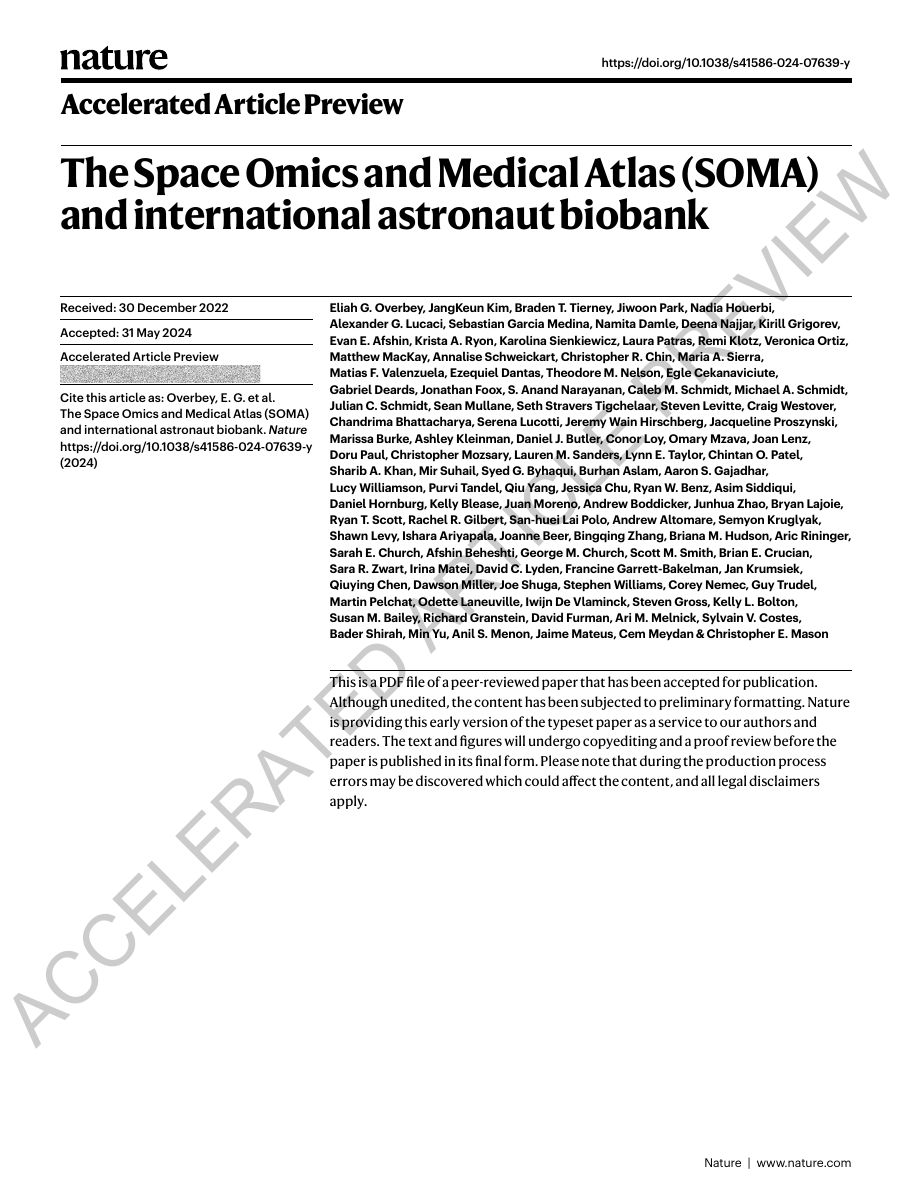 nature
https://doi.org/10.1038/s41586-024-07639-y
Accelerated Article Preview
The Space Omics and Medical Atlas (SOMA)
and international astronaut biobank
Received: 30 December 2022
Accepted: 31 May 2024
Accelerated Article Preview
Cite this article as: Overbey, E. G. et al.
The Space Omics and Medical Atlas (SOMA)
and international astronaut biobank. Nature
https://doi.org/10.1038/s41586-024-07639-y
(2024)
Eliah G. Overbey, JangKeun Kim, Braden T. Tierney, Jiwoon Park, Nadia Houerbi,
Alexander G. Lucaci, Sebastian Garcia Medina, Namita Damle, Deena Najjar, Kirill Grigorev,
Evan E. Afshin, Krista A. Ryon, Karolina Sienkiewicz, Laura Patras, Remi Klotz, Veronica Ortiz,
Matthew MacKay, Annalise Schweickart, Christopher R. Chin, Maria A. Sierra,
Matias F. Valenzuela, Ezequiel Dantas, Theodore M. Nelson, Egle Cekanaviciute,
Gabriel Deards, Jonathan Foox, S. Anand Narayanan, Caleb M. Schmidt, Michael A. Schmidt,
Julian C. Schmidt, Sean Mullane, Seth Stravers Tigchelaar, Steven Levitte, Craig Westover,
Chandrima Bhattacharya, Serena Lucotti, Jeremy Wain Hirschberg, Jacqueline Proszynski,
Marissa Burke, Ashley Kleinman, Daniel J. Butler, Conor Loy, Omary Mzava, Joan Lenz,
Doru Paul, Christopher Mozsary, Lauren M. Sanders, Lynn E. Taylor, Chintan O. Patel,
Sharib A. Khan, Mir Suhail, Syed G. Byhaqui, Burhan Aslam, Aaron S. Gajadhar,
Lucy Williamson, Purvi Tandel, Qiu Yang, Jessica Chu, Ryan W. Benz, Asim Siddiqui,
Daniel Hornburg, Kelly Blease, Juan Moreno, Andrew Boddicker, Junhua Zhao, Bryan Lajoie,
Ryan T. Scott, Rachel R. Gilbert, San-huei Lai Polo, Andrew Altomare, Semyon Kruglyak,
Shawn Levy, Ishara Ariyapala, Joanne Beer, Bingqing Zhang, Briana M. Hudson, Aric Rininger,
Sarah E. Church, Afshin Beheshti, George M. Church, Scott M. Smith, Brian E. Crucian,
Sara R. Zwart, Irina Matei, David C. Lyden, Francine Garrett-Bakelman, Jan Krumsiek,
Qiuying Chen, Dawson Miller, Joe Shuga, Stephen Williams, Corey Nemec, Guy Trudel,
Martin Pelchat, Odette Laneuville, Iwijn De Vlaminck, Steven Gross, Kelly L. Bolton,
Susan M. Bailey, Richard Granstein, David Furman, Ari M. Melnick, Sylvain V. Costes,
Bader Shirah, Min Yu, Anil S. Menon, Jaime Mateus, Cem Meydan & Christopher E. Mason
This is a PDF file of a peer-reviewed paper that has been accepted for publication.
Although unedited, the content has been subjected to preliminary formatting. Nature
is providing this early version of the typeset paper as a service to our authors and
readers. The text and figures will undergo copyediting and a proof review before the
paper is published in its final form. Please note that during the production process
errors may be discovered which could affect the content, and all legal disclaimers
apply.
ACCELERATED ARTICLE PREVIEW
Nature | www.nature.com